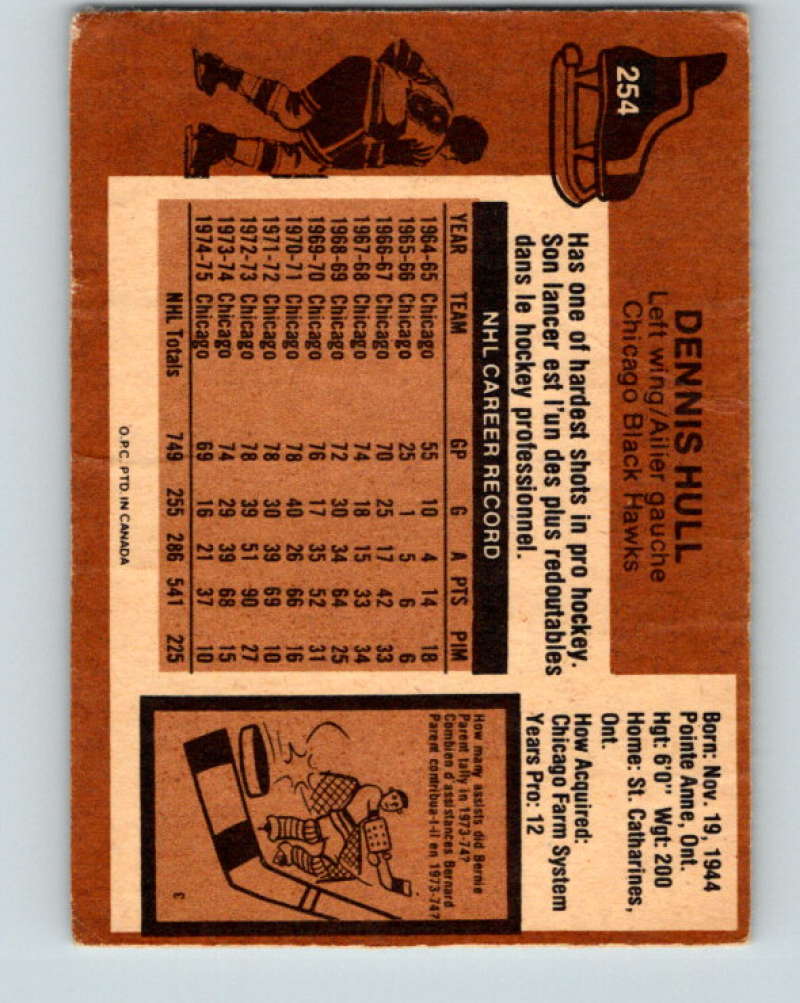 254
DENNIS HULL
Left wing/Ailier gauche
Chicago Black Hawks
Born: Nov. 19, 1944
Pointe Anne, Ont.
Hgt: 6'0" Wgt: 200
Home: St. Catharines,
Ont.
How Acquired:
Chicago Farm System
Years Pro: 12
Has one of hardest shots in pro hockey.
Son lancer est l'un des plus redoutables
dans le hockey professionnel.
NHL CAREER RECORD
YEAR TEAM GP G A PTS PIM
1964-65 Chicago 55 10 4 14 18
1965-66 Chicago 25 1 5 6 6
1966-67 Chicago 70 25 17 42 33
1967-68 Chicago 74 18 15 33 34
1968-69 Chicago 72 30 34 64 25
1969-70 Chicago 76 17 35 52 31
1970-71 Chicago 78 40 26 66 16
1971-72 Chicago 78 30 39 69 10
1972-73 Chicago 78 39 51 90 27
1973-74 Chicago 74 29 39 68 15
1974-75 Chicago 69 16 21 37 10
NHL Totals 749 255 286 541 225
How many assists did Bernie
Parent tally in 1973-74?
Combien d'assistances Bernard
Parent contribua-t-il en 1973-74?
3
O.P.C. PTD. IN CANADA
8